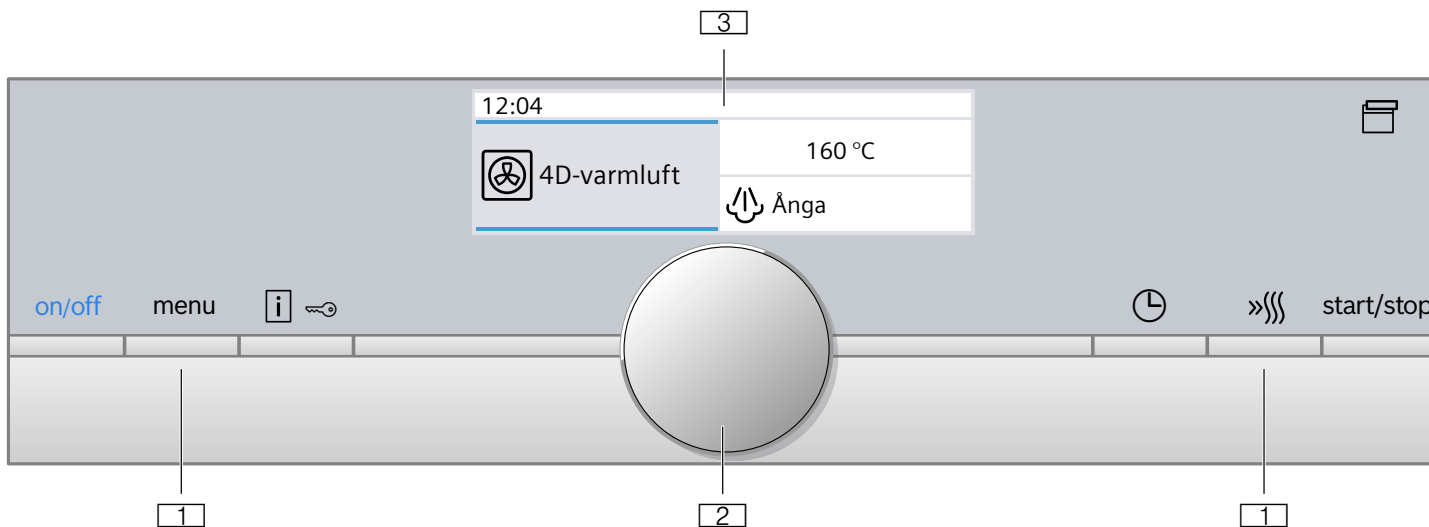 3
12:04
160 °C
4D-varmluft
Ånga
on/off menu i start/stop
1 2 1